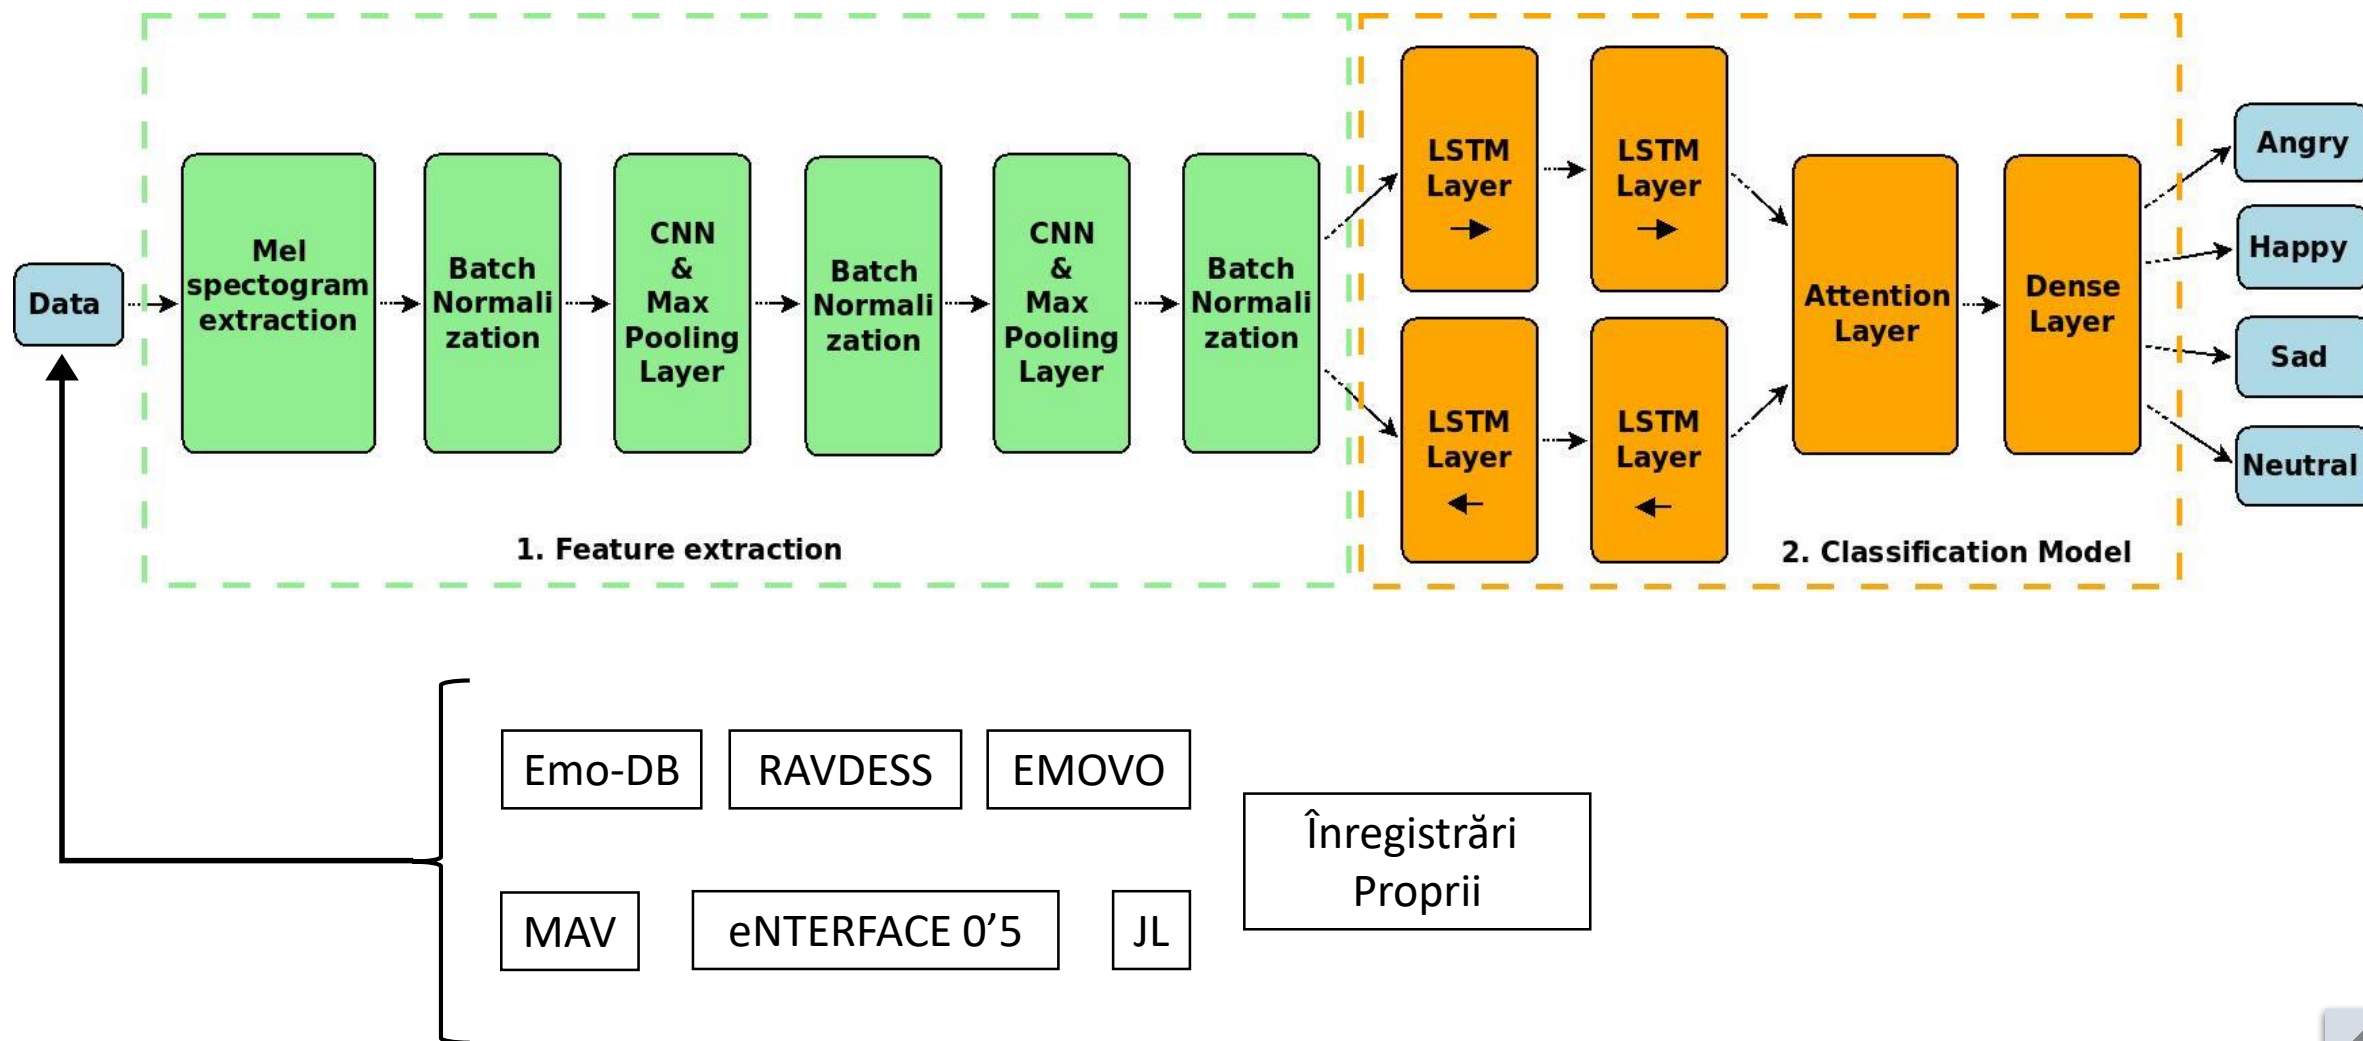 Data
Mel
spectogram
extraction
Batch
Normali
zation
CNN
&
Max
Pooling
Layer
Batch
Normali
zation
CNN
&
Max
Pooling
Layer
Batch
Normali
zation
1. Feature extraction
LSTM
Layer
LSTM
Layer
LSTM
Layer
LSTM
Layer
Attention
Layer
Dense
Layer
2. Classification Model
Angry
Happy
Sad
Neutral
Emo-DB
RAVDESS
EMOVO
MAV
eNTERFACE 0’5
JL
Înregistrări
Proprii